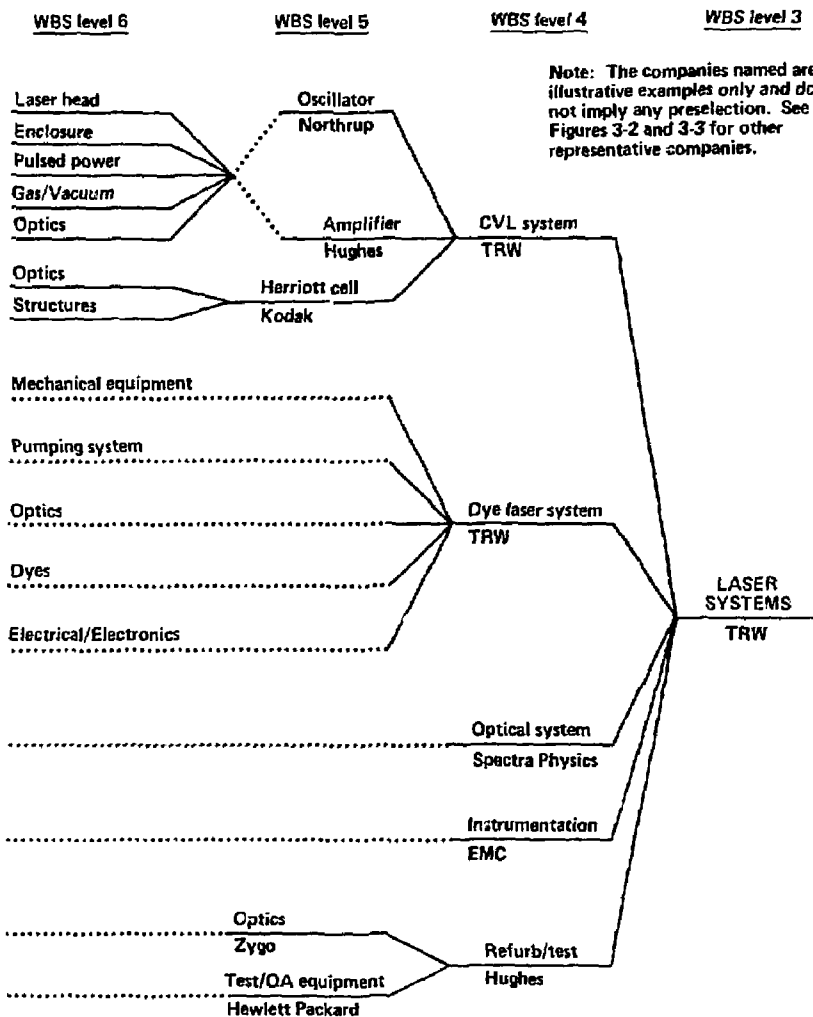 WBS level 6 WBS level 5 WBS level 4 WBS level 3
Note: The companies named are
illustrative examples only and do
not imply any preselection. See
Figures 3-2 and 3-3 for other
representative companies.
Laser head
Enclosure
Pulsed power
Gas/Vacuum
Optics
Optics
Structures
Oscillator
Northrup
Amplifier
Hughes
Herriott cell
Kodak
CVL system
TRW
Mechanical equipment
Pumping system
Optics
Dyes
Electrical/Electronics
Dye laser system
TRW
LASER
SYSTEMS
TRW
Optical system
Spectra Physics
Instrumentation
EMC
Optics
Zygo
Test/QA equipment
Hewlett Packard
Refurb/test
Hughes